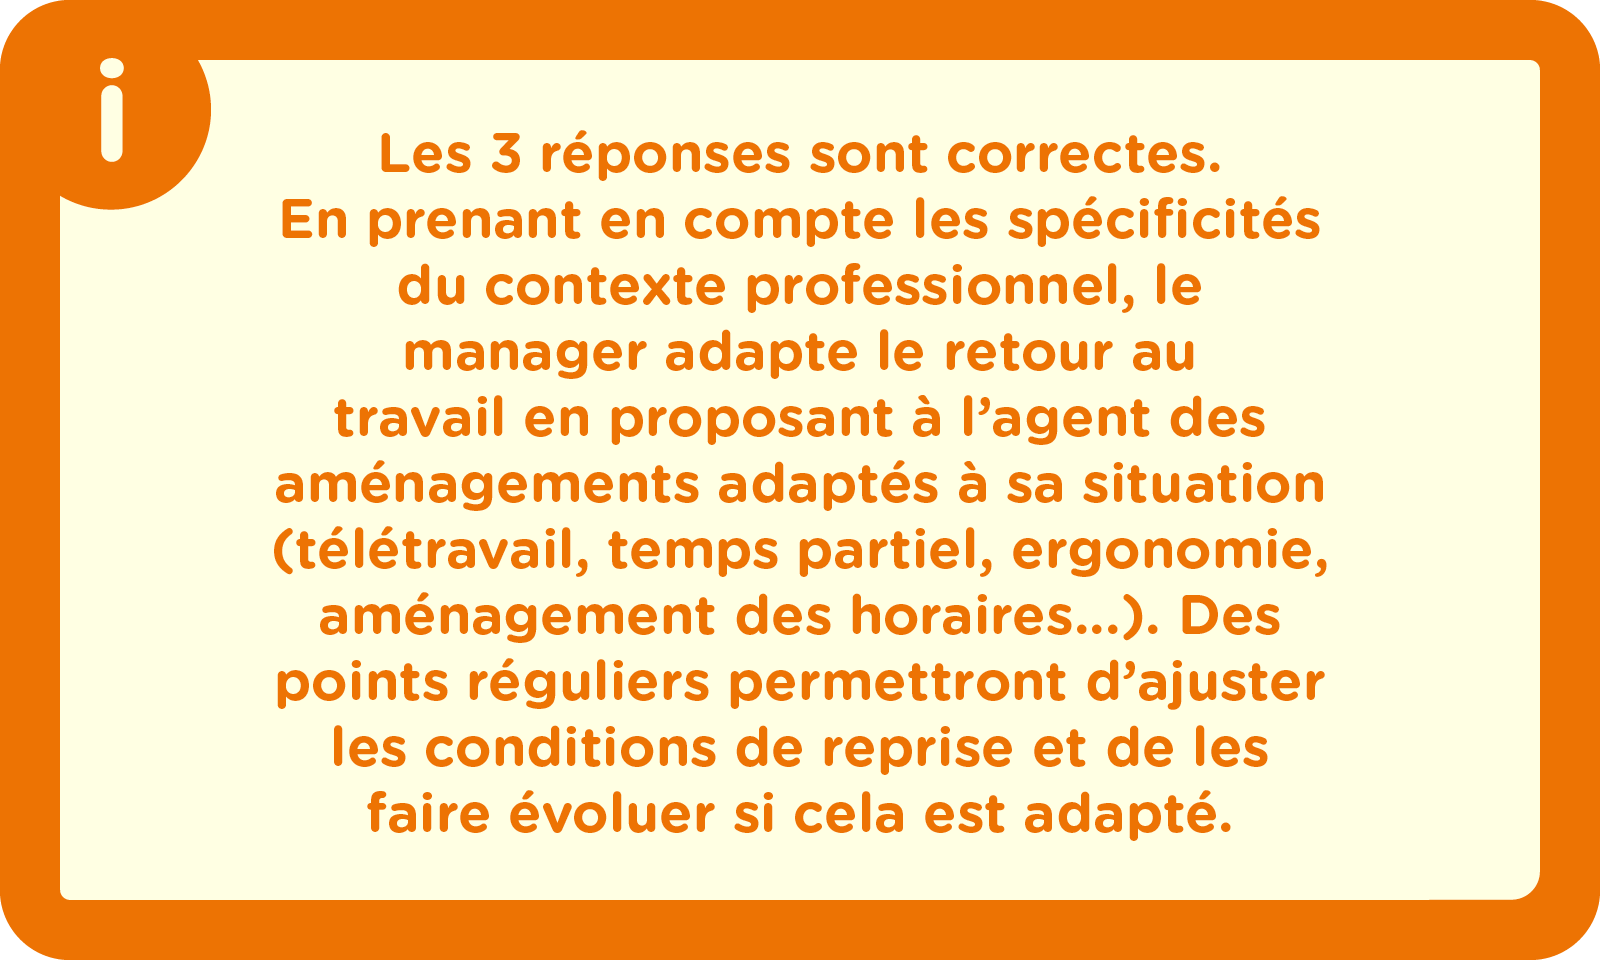 i
Les 3 réponses sont correctes.
En prenant en compte les spécificités
du contexte professionnel, le
manager adapte le retour au
travail en proposant à l’agent des
aménagements adaptés à sa situation
(télétravail, temps partiel, ergonomie,
aménagement des horaires...). Des
points réguliers permettront d’ajuster
les conditions de reprise et de les
faire évoluer si cela est adapté.